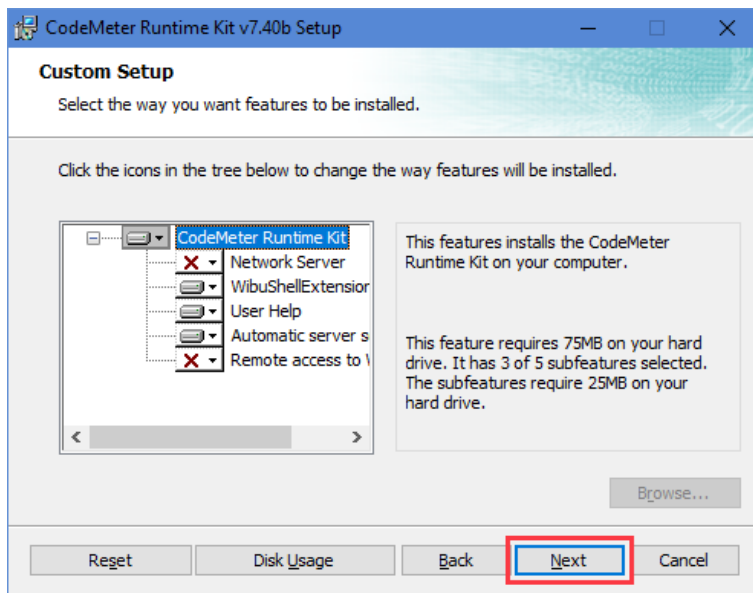 CodeMeter Runtime Kit v7.40b Setup
Custom Setup
Select the way you want features to be installed.
Click the icons in the tree below to change the way features will be installed.
CodeMeter Runtime Kit
Network Server
WibuShellExtension
User Help
Automatic server s
Remote access to
This features installs the CodeMeter
Runtime Kit on your computer.
This feature requires 75MB on your hard
drive. It has 3 of 5 subfeatures selected.
The subfeatures require 25MB on your
hard drive.
Browse...
Reset
Disk Usage
Back
Next
Cancel